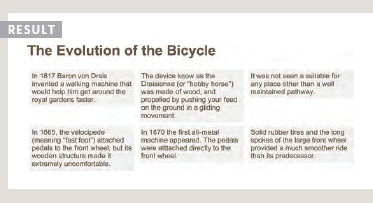 RESULT
The Evolution of the Bicycle
In 1817 Baron von Drais
invented a walking machine that
would help him get around the
royal gardens faster.
The device know as the
Draisienne (or "hobby horse")
was made of wood, and
propelled by pushing your feed
on the ground in a gliding
movement.
It was not seen a suitable for
any place other than a well
maintained pathway.
In 1865, the velocipede
(meaning "fast foot") attached
pedals to the front wheel, but its
wooden structure made it
extremely uncomfortable.
In 1870 the first all-metal
machine appeared. The pedals
were atttached directly to the
front wheel.
Solid rubber tires and the long
spokes of the large front wheel
provided a much smoother ride
than its predecessor.